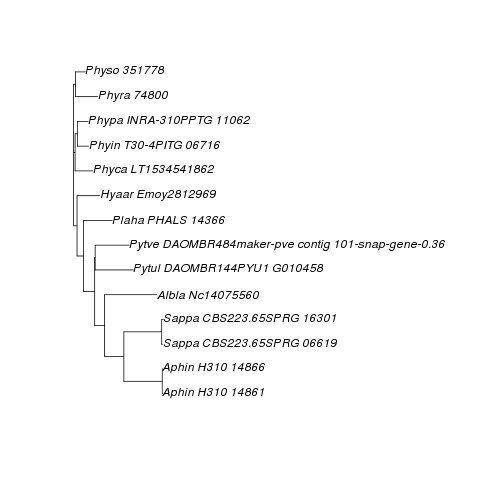 Physo 351778
Phyra 74800
Phypa INRA-310PPTG 11062
Phyin T30-4PITG 06716
Phyca LT1534541862
Hyaar Emoy2812969
Plaha PHALS 14366
Pytve DAOMBR484maker-pve contig 101-snap-gene-0.36
Pytul DAOMBR144PYU1 G010458
Albla Nc14075560
Sappa CBS223.65SPRG 16301
Sappa CBS223.65SPRG 06619
Aphin H310 14866
Aphin H310 14861